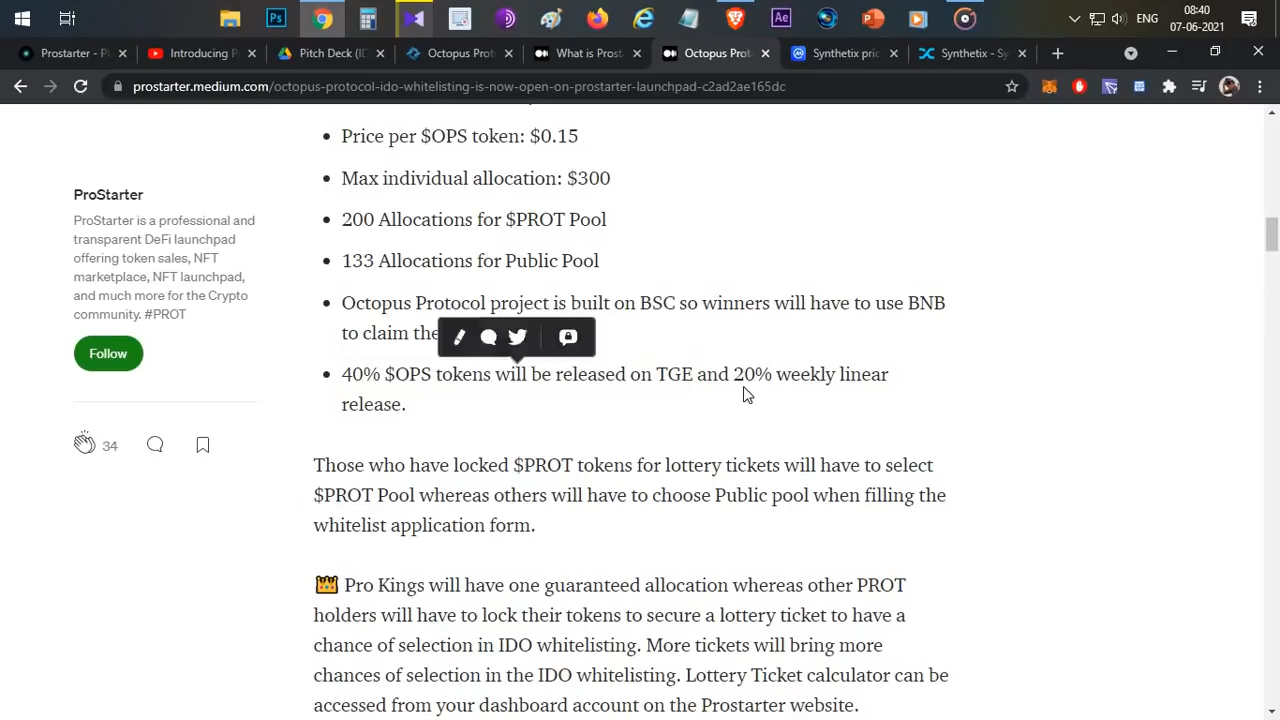 08:40
ENG
07-06-2021
Prostarter - Pl
Introducing P
Pitch Deck (ID
Octopus Prot
What is Prost
Octopus Prot
Synthetix pric
Synthetix - Sy
prostarter.medium.com/octopus-protocol-ido-whitelisting-is-now-open-on-prostarter-launchpad-c2ad2ae165dc
ProStarter
ProStarter is a professional and
transparent DeFi launchpad
offering token sales, NFT
marketplace, NFT launchpad,
and much more for the Crypto
community. #PROT
Follow
34
Price per $OPS token: $0.15
Max individual allocation: $300
200 Allocations for $PROT Pool
133 Allocations for Public Pool
Octopus Protocol project is built on BSC so winners will have to use BNB
to claim the
40% $OPS tokens will be released on TGE and 20% weekly linear
release.
Those who have locked $PROT tokens for lottery tickets will have to select
$PROT Pool whereas others will have to choose Public pool when filling the
whitelist application form.
Pro Kings will have one guaranteed allocation whereas other PROT
holders will have to lock their tokens to secure a lottery ticket to have a
chance of selection in IDO whitelisting. More tickets will bring more
chances of selection in the IDO whitelisting. Lottery Ticket calculator can be
accessed from your dashboard account on the Prostarter website.